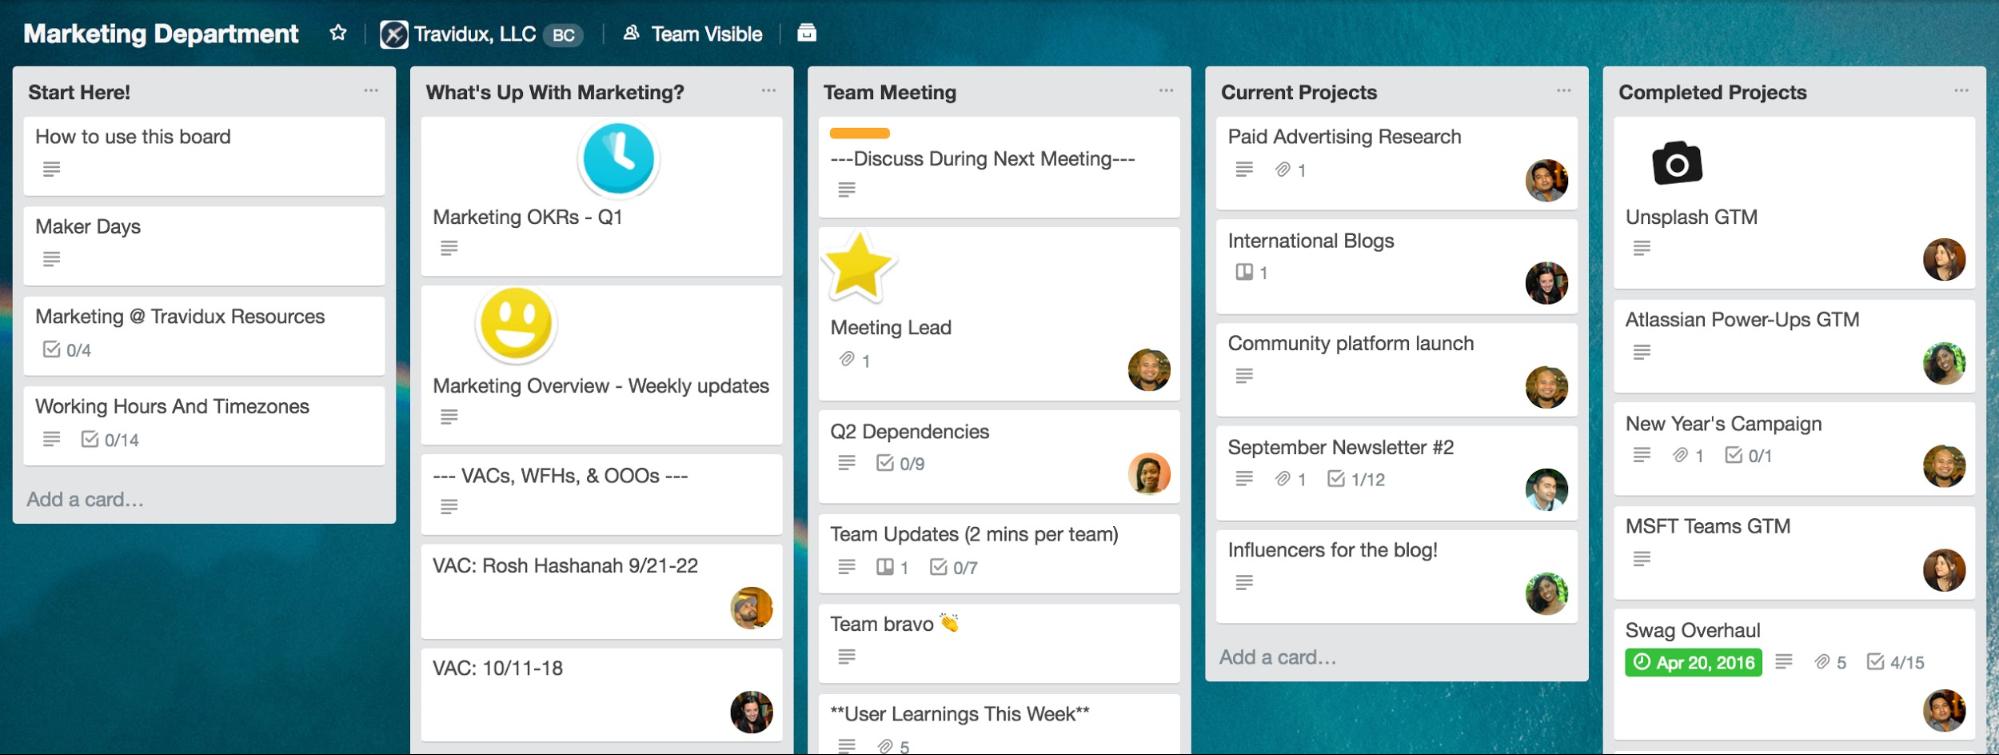 Marketing Department
Travidux, LLC BC
Team Visible
Start Here!
How to use this board
Maker Days
Marketing @ Travidux Resources
0/4
Working Hours And Timezones
0/14
Add a card...
What's Up With Marketing?
Marketing OKRs - Q1
Marketing Overview - Weekly updates
--- VACs, WFHs, & OOOs ---
VAC: Rosh Hashanah 9/21-22
VAC: 10/11-18
Team Meeting
---Discuss During Next Meeting---
Meeting Lead
1
Q2 Dependencies
0/9
Team Updates (2 mins per team)
1 0/7
Team bravo 👏
**User Learnings This Week**
5
Current Projects
Paid Advertising Research
1
International Blogs
1
Community platform launch
September Newsletter #2
1 1/12
Influencers for the blog!
Add a card...
Completed Projects
Unsplash GTM
Atlassian Power-Ups GTM
New Year's Campaign
1 0/1
MSFT Teams GTM
Swag Overhaul
Apr 20, 2016 5 4/15